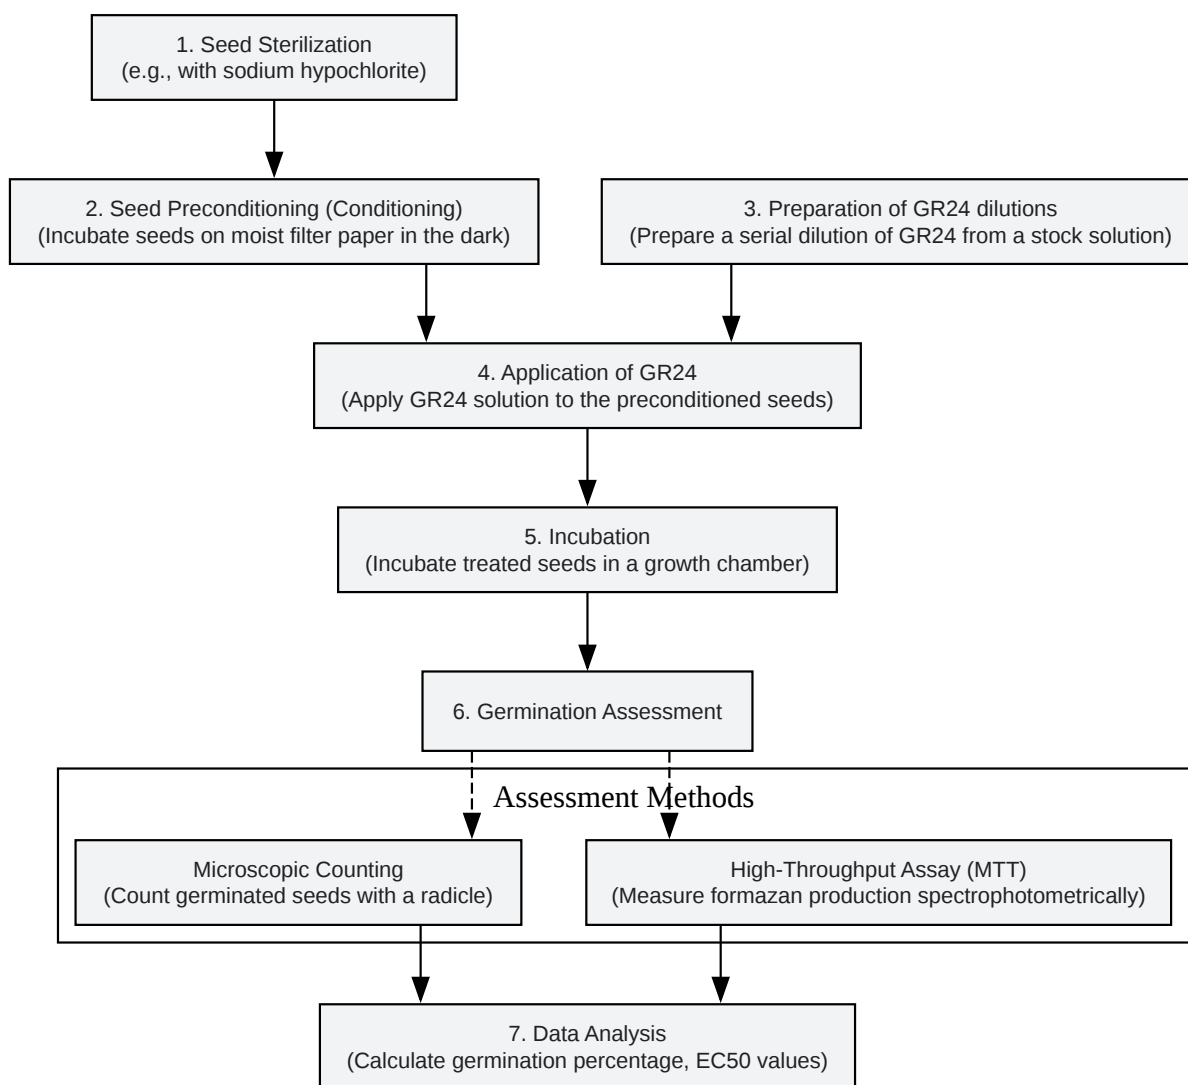 1. Seed Sterilization
(e.g., with sodium hypochlorite)
2. Seed Preconditioning (Conditioning)
(Incubate seeds on moist filter paper in the dark)
3. Preparation of GR24 dilutions
(Prepare a serial dilution of GR24 from a stock solution)
4. Application of GR24
(Apply GR24 solution to the preconditioned seeds)
5. Incubation
(Incubate treated seeds in a growth chamber)
6. Germination Assessment
Assessment Methods
Microscopic Counting
(Count germinated seeds with a radicle)
High-Throughput Assay (MTT)
(Measure formazan production spectrophotometrically)
7. Data Analysis
(Calculate germination percentage, EC50 values)